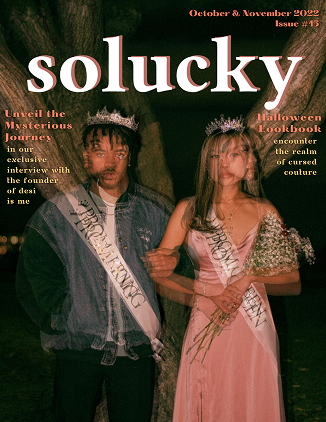 October & November 2022
Issue #45
solucky
Unveil the
Mysterious
Journey
in our
exclusive
interview with
the founder
of desi
is me
Halloween
Lookbook
encounter
the realm
of cursed
couture
PROM
KING
PROM QUEEN